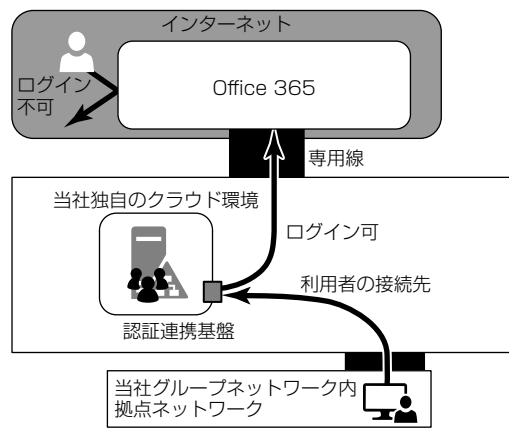 インターネット
Office 365
ログイン
不可
専用線
当社独自のクラウド環境
ログイン可
利用者の接続先
認証連携基盤
当社グループネットワーク内
拠点ネットワーク